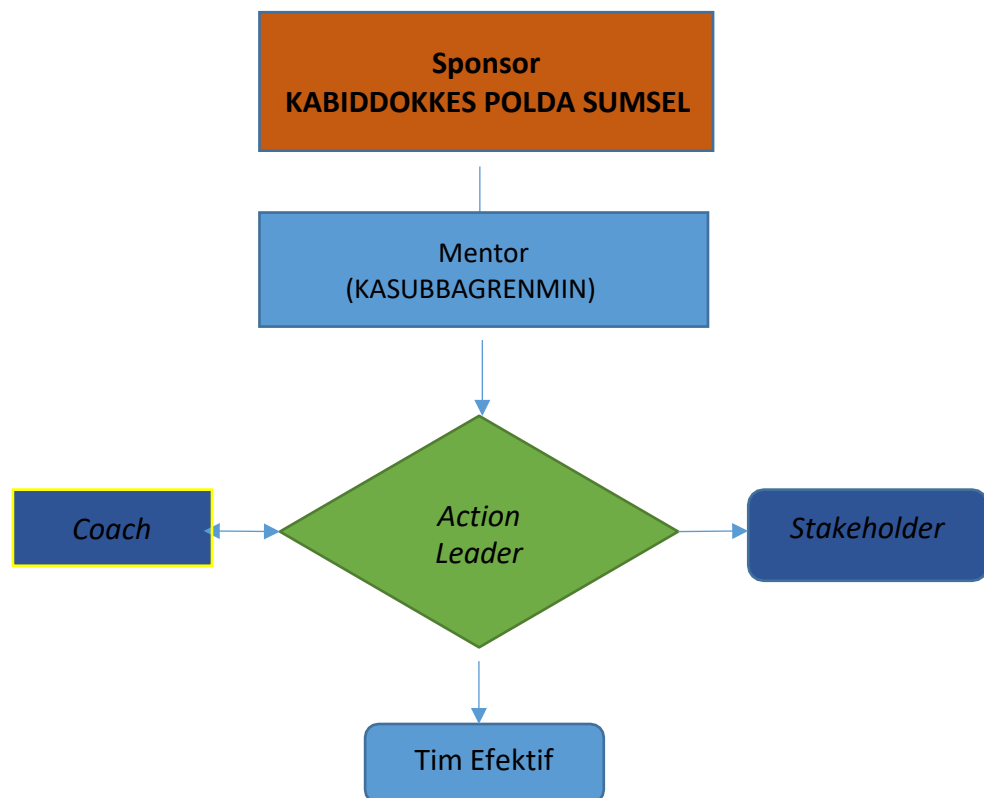 Sponsor
KABIDDOKKES POLDA SUMSEL
Mentor
(KASUBBAGRENMIN)
Coach
Action
Leader
Stakeholder
Tim Efektif